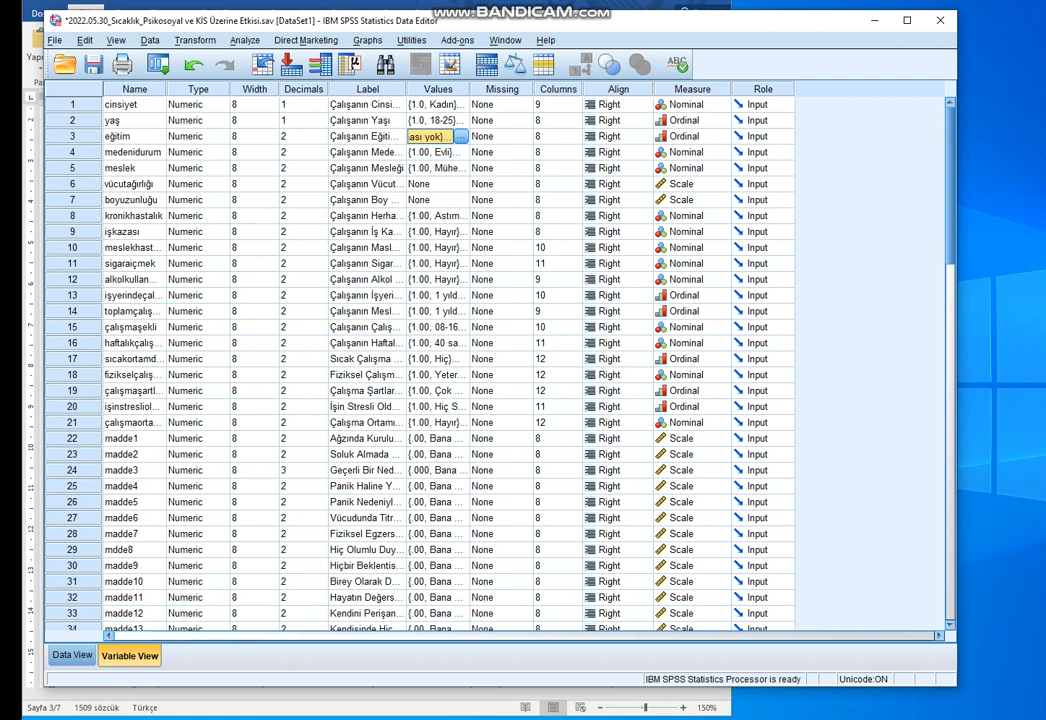 www.BANDICAM.com
*2022.05.30_Sıcaklık_Psikosoyal ve KİS Üzerine Etkisi.sav [DataSet1] - IBM SPSS Statistics Data Editor
File Edit View Data Transform Analyze Direct Marketing Graphs Utilities Add-ons Window Help
Name Type Width Decimals Label Values Missing Columns Align Measure Role
1 cinsiyet Numeric 8 1 Çalışanın Cinsi... {1.0, Kadın}... None 9 Right Nominal Input
2 yaş Numeric 8 1 Çalışanın Yaşı {1.0, 18-25}... None 8 Right Ordinal Input
3 eğitim Numeric 8 2 Çalışanın Eğiti... ası yok}... ... None 8 Right Ordinal Input
4 medenidurum Numeric 8 2 Çalışanın Mede... {1.00, Evli}... None 8 Right Nominal Input
5 meslek Numeric 8 2 Çalışanın Mesleği {1.00, Mühe... None 8 Right Nominal Input
6 vücutağırlığı Numeric 8 2 Çalışanın Vücut... None None 8 Right Scale Input
7 boyuzunluğu Numeric 8 2 Çalışanın Boy ... None None 8 Right Scale Input
8 kronikhastalık Numeric 8 2 Çalışanın Herha... {1.00, Astım... None 8 Right Nominal Input
9 işkazası Numeric 8 2 Çalışanın İş Ka... {1.00, Hayır}... None 8 Right Nominal Input
10 meslekhast... Numeric 8 2 Çalışanın Masl... {1.00, Hayır}... None 10 Right Nominal Input
11 sigaraiçmek Numeric 8 2 Çalışanın Sigar... {1.00, Hayır}... None 11 Right Nominal Input
12 alkolkullan... Numeric 8 2 Çalışanın Alkol ... {1.00, Hayır}... None 9 Right Nominal Input
13 işyerindeçal... Numeric 8 2 Çalışanın İşyeri... {1.00, 1 yıld... None 10 Right Ordinal Input
14 toplamçalış... Numeric 8 2 Çalışanın Mesl... {1.00, 1 yıld... None 9 Right Ordinal Input
15 çalışmaşekli Numeric 8 2 Çalışanın Çalış... {1.00, 08-16... None 10 Right Nominal Input
16 haftalıkçalış... Numeric 8 2 Çalışanın Haftal... {1.00, 40 sa... None 11 Right Nominal Input
17 sıcakortamd... Numeric 8 2 Sıcak Çalışma ... {1.00, Hiç}... None 12 Right Ordinal Input
18 fizikselçalış... Numeric 8 2 Fiziksel Çalışm... {1.00, Yeter... None 12 Right Nominal Input
19 çalışmaşartl... Numeric 8 2 Çalışma Şartlar... {1.00, Çok ... None 12 Right Ordinal Input
20 işinstresliol... Numeric 8 2 İşin Stresli Old... {1.00, Hiç S... None 11 Right Ordinal Input
21 çalışmaorta... Numeric 8 2 Çalışma Ortamı... {1.00, Hayır}... None 12 Right Nominal Input
22 madde1 Numeric 8 2 Ağzında Kurulu... {.00, Bana ... None 8 Right Scale Input
23 madde2 Numeric 8 2 Soluk Almada ... {.00, Bana ... None 8 Right Scale Input
24 madde3 Numeric 8 3 Geçerli Bir Ned... {.000, Bana ... None 8 Right Scale Input
25 madde4 Numeric 8 2 Panik Haline Y... {.00, Bana ... None 8 Right Scale Input
26 madde5 Numeric 8 2 Panik Nedeniyl... {.00, Bana ... None 8 Right Scale Input
27 madde6 Numeric 8 2 Vücudunda Titr... {.00, Bana ... None 8 Right Scale Input
28 madde7 Numeric 8 2 Fiziksel Egzers... {.00, Bana ... None 8 Right Scale Input
29 mdde8 Numeric 8 2 Hiç Olumlu Duy... {.00, Bana ... None 8 Right Scale Input
30 madde9 Numeric 8 2 Hiçbir Beklentis... {.00, Bana ... None 8 Right Scale Input
31 madde10 Numeric 8 2 Birey Olarak D... {.00, Bana ... None 8 Right Scale Input
32 madde11 Numeric 8 2 Hayatın Değers... {.00, Bana ... None 8 Right Scale Input
33 madde12 Numeric 8 2 Kendini Perişan... {.00, Bana ... None 8 Right Scale Input
34 madde13 Numeric 8 2 Kendisinde Hiç ... {.00, Bana ... None 8 Right Scale Input
Data View Variable View
IBM SPSS Statistics Processor is ready Unicode:ON
Sayfa 3/7 1509 sözcük Türkçe 150%